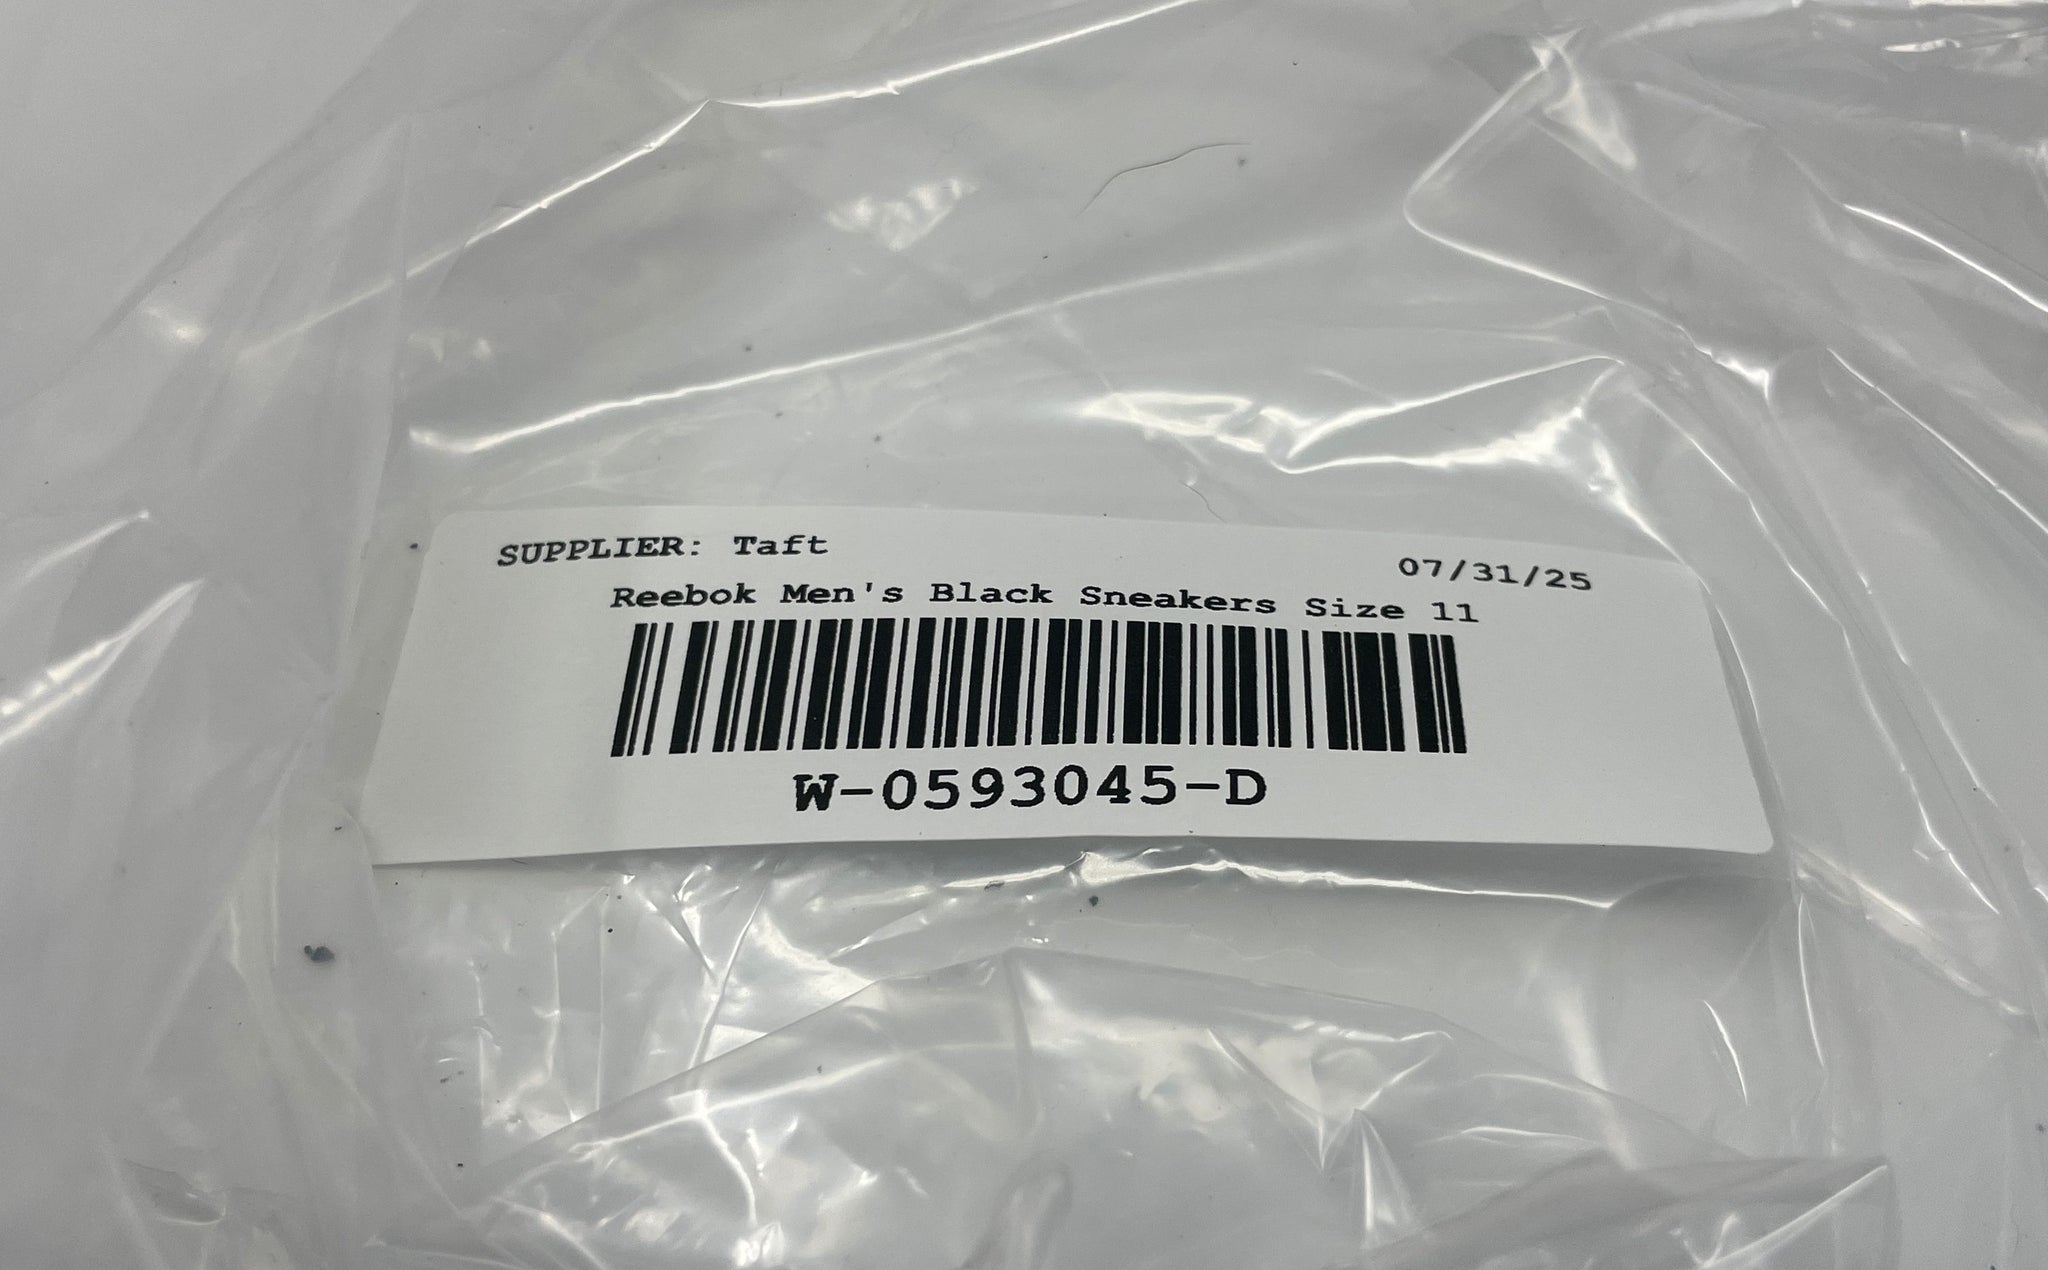 SUPPLIER: Taft
07/31/25
Reebok Men's Black Sneakers Size 11
W-0593045-D